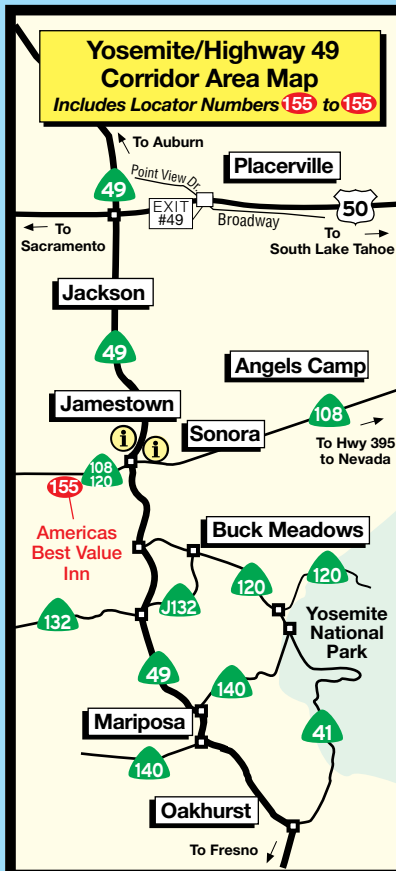 Yosemite/Highway 49
Corridor Area Map
Includes Locator Numbers 155 to 155
To Auburn
Placerville
Point View Dr.
49
EXIT
#49
Broadway
50
To
Sacramento
To
South Lake Tahoe
Jackson
49
Angels Camp
Jamestown
108
i
i
Sonora
To Hwy 395
to Nevada
108
120
155
Americas
Best Value
Inn
Buck Meadows
120
120
J132
132
Yosemite
National
Park
49
140
Mariposa
41
140
Oakhurst
To Fresno